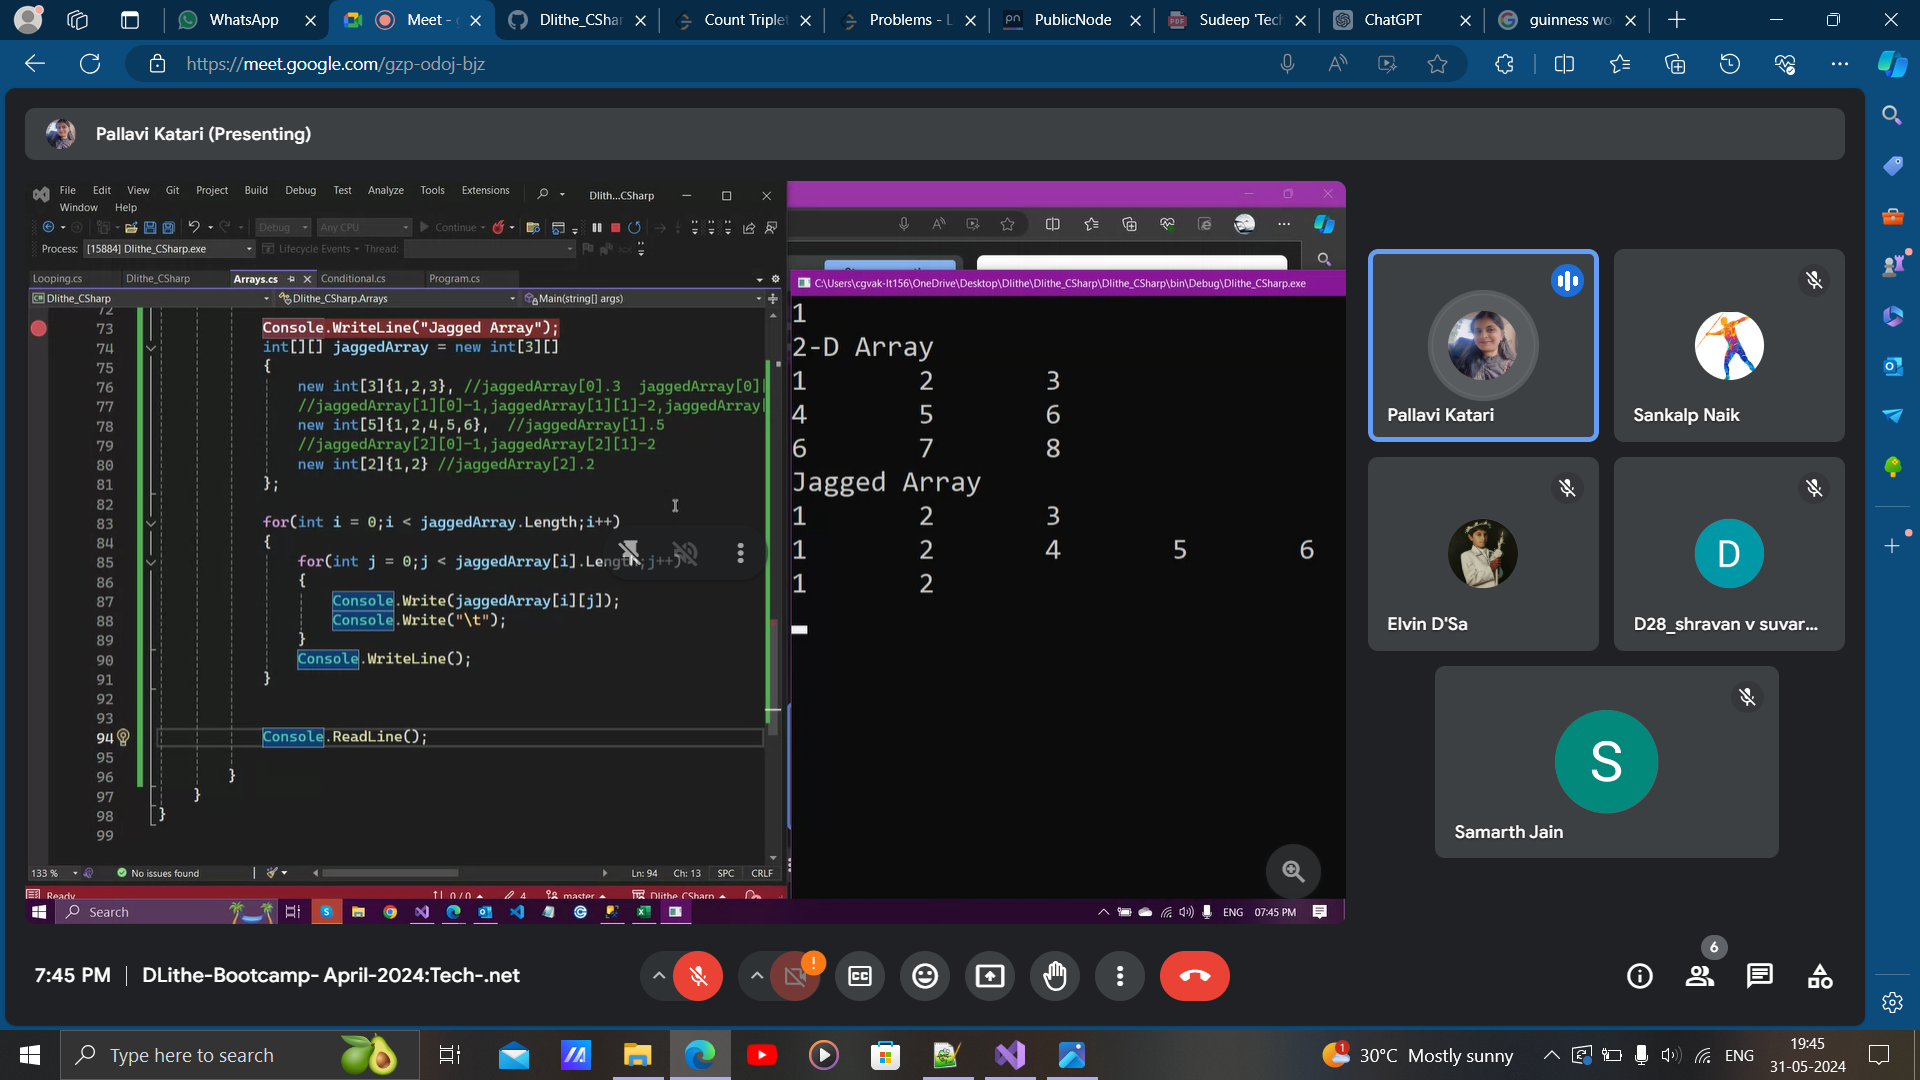 WhatsApp
Meet -
Dlithe_CShar
Count Triplet
Problems - L
PublicNode
Sudeep 'Tech
ChatGPT
guinness wo
https://meet.google.com/gzp-odoj-bjz
Pallavi Katari (Presenting)
File Edit View Git Project Build Debug Test Analyze Tools Extensions
Dlith...CSharp
Window Help
Debug Any CPU Continue
Process: [15884] Dlithe_CSharp.exe Lifecycle Events Thread:
Looping.cs Dlithe_CSharp Arrays.cs Conditional.cs Program.cs
Dlithe_CSharp Dlithe_CSharp.Arrays Main(string[] args)
72
73 Console.WriteLine("Jagged Array");
74 int[][] jaggedArray = new int[3][]
75 {
76 new int[3]{1,2,3}, //jaggedArray[0].3 jaggedArray[0]
77 //jaggedArray[1][0]-1,jaggedArray[1][1]-2,jaggedArray
78 new int[5]{1,2,4,5,6}, //jaggedArray[1].5
79 //jaggedArray[2][0]-1,jaggedArray[2][1]-2
80 new int[2]{1,2} //jaggedArray[2].2
81 };
82
83 for(int i = 0;i < jaggedArray.Length;i++)
84 {
85 for(int j = 0;j < jaggedArray[i].Length;j++)
86 {
87 Console.Write(jaggedArray[i][j]);
88 Console.Write("\t");
89 }
90 Console.WriteLine();
91 }
92
93
94 Console.ReadLine();
95
96 }
97 }
98 }
99
133 % No issues found Ln: 94 Ch: 13 SPC CRLF
Ready 0 / 0 4 master Dlithe_CSharp
C:\Users\cgvak-lt156\OneDrive\Desktop\Dlithe\Dlithe_CSharp\Dlithe_CSharp\bin\Debug\Dlithe_CSharp.exe
1
2-D Array
1 2 3
4 5 6
6 7 8
Jagged Array
1 2 3
1 2 4 5 6
1 2
Search
ENG 07:45 PM
Pallavi Katari
Sankalp Naik
Elvin D'Sa
D
D28_shravan v suvar...
S
Samarth Jain
7:45 PM DLithe-Bootcamp- April-2024:Tech-.net
!
CC
6
Type here to search
1
30°C Mostly sunny
ENG
19:45
31-05-2024